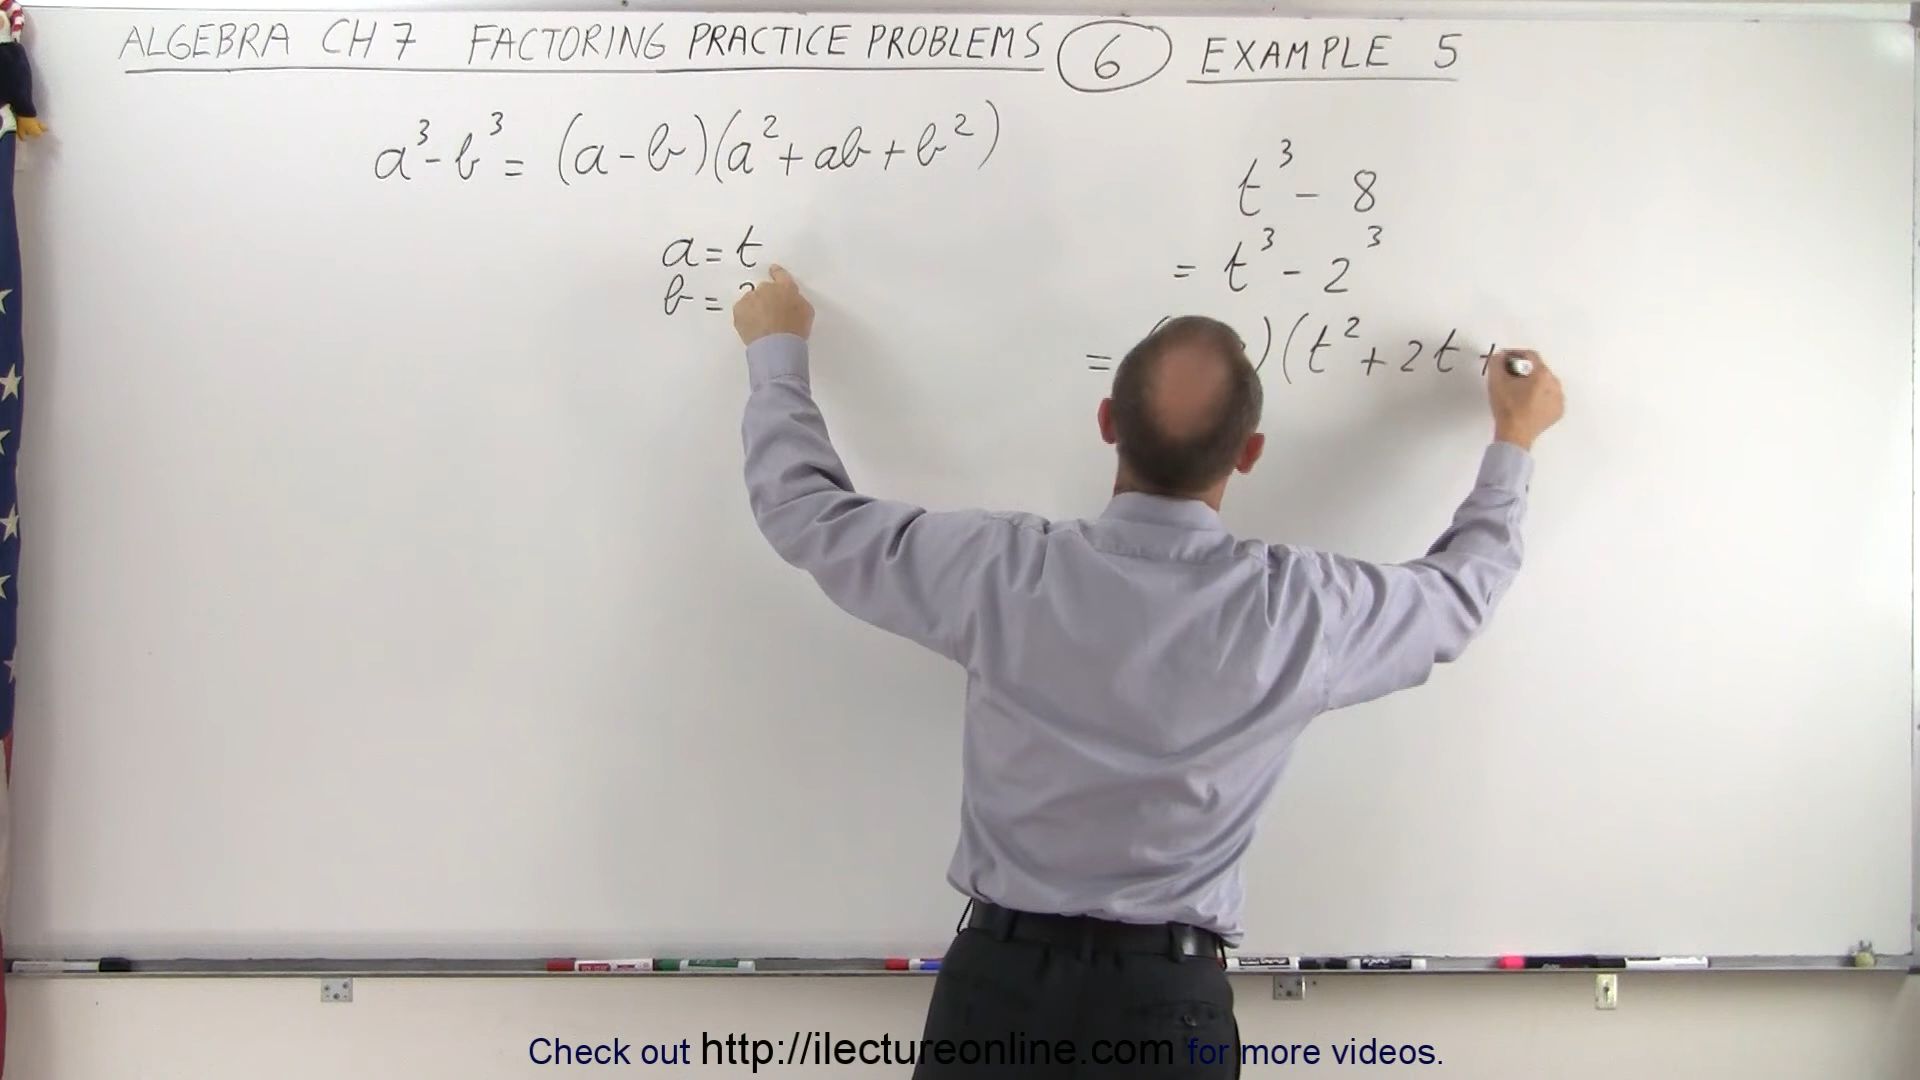 ALGEBRA CH 7 FACTORING PRACTICE PROBLEMS 6 EXAMPLE 5
a³-b³ = (a-b)(a²+ab+b²)
a = t
b =
t³ - 8
= t³ - 2³
= )(t² + 2t +
Check out http://ilectureonline.com for more videos.